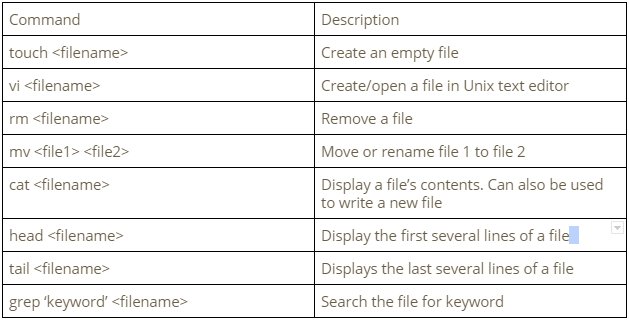 Command Description
touch <filename> Create an empty file
vi <filename> Create/open a file in Unix text editor
rm <filename> Remove a file
mv <file1> <file2> Move or rename file 1 to file 2
cat <filename> Display a file’s contents. Can also be used
to write a new file
head <filename> Display the first several lines of a file
tail <filename> Displays the last several lines of a file
grep ‘keyword’ <filename> Search the file for keyword